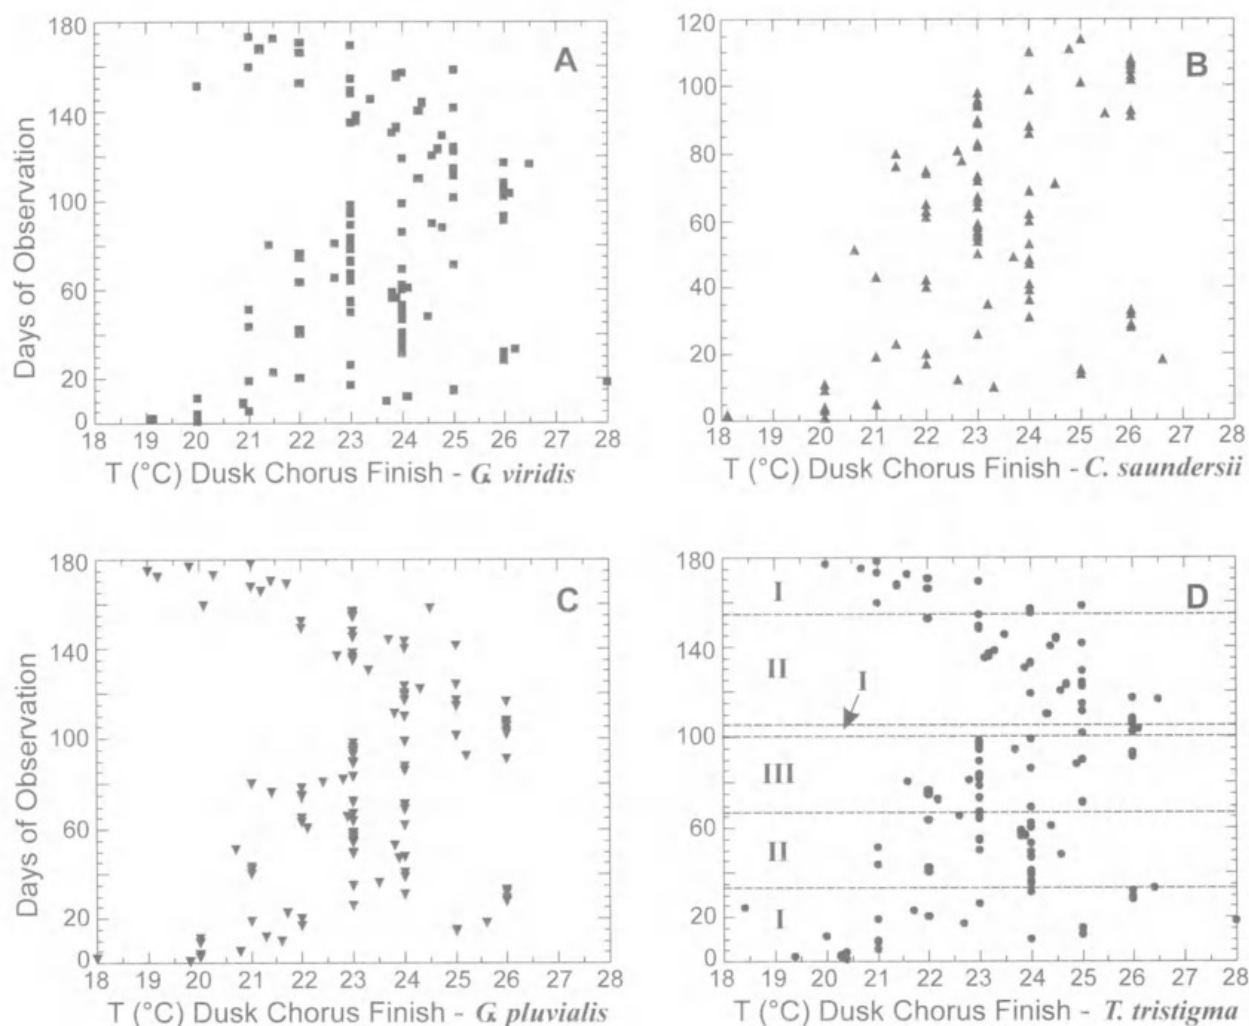 180
140
100
60
20
0
Days of Observation
A
18 19 20 21 22 23 24 25 26 27 28
T (°C) Dusk Chorus Finish - G. viridis
120
100
80
60
40
20
0
B
18 19 20 21 22 23 24 25 26 27 28
T (°C) Dusk Chorus Finish - C. saundersii
180
140
100
60
20
0
Days of Observation
C
18 19 20 21 22 23 24 25 26 27 28
T (°C) Dusk Chorus Finish - G. pluvialis
180
140
100
60
20
0
I
D
II
I
III
II
I
18 19 20 21 22 23 24 25 26 27 28
T (°C) Dusk Chorus Finish - T. tristigma